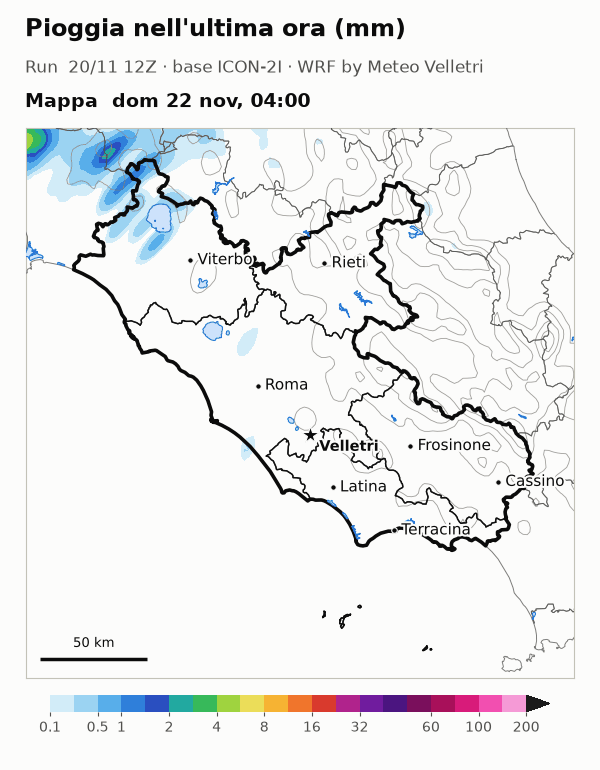 Pioggia nell'ultima ora (mm)
Run  20/11 12Z · base ICON-2I · WRF by Meteo Velletri
Mappa  dom 22 nov, 04:00
Viterbo
Rieti
Roma
Velletri
Frosinone
Cassino
Latina
Terracina
50 km
0.1 0.5 1 2 4 8 16 32 60 100 200